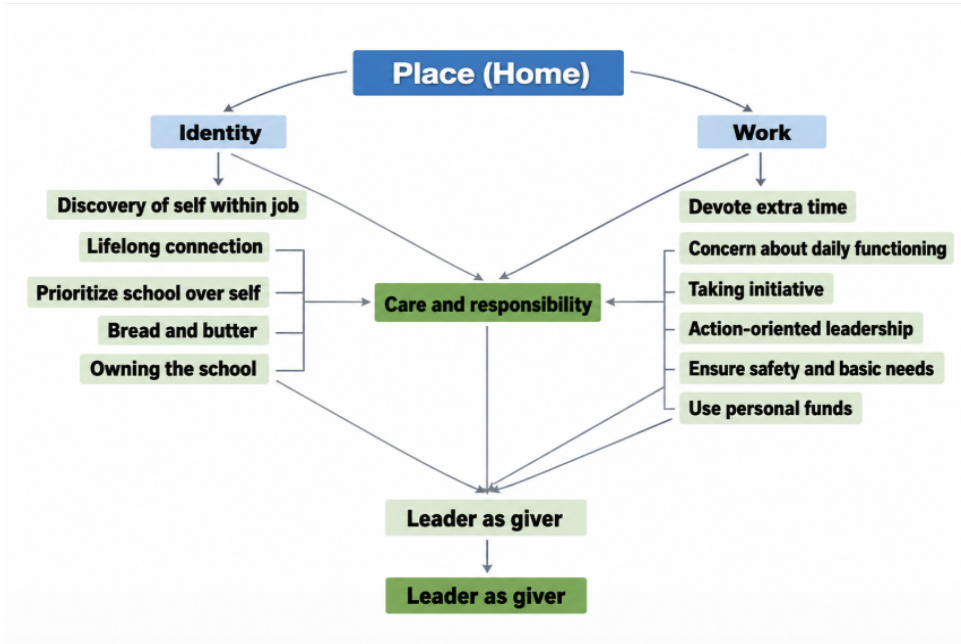 Place (Home)
Identity
Work
Discovery of self within job
Devote extra time
Lifelong connection
Concern about daily functioning
Prioritize school over self
Care and responsibility
Taking initiative
Bread and butter
Action-oriented leadership
Owning the school
Ensure safety and basic needs
Use personal funds
Leader as giver
Leader as giver